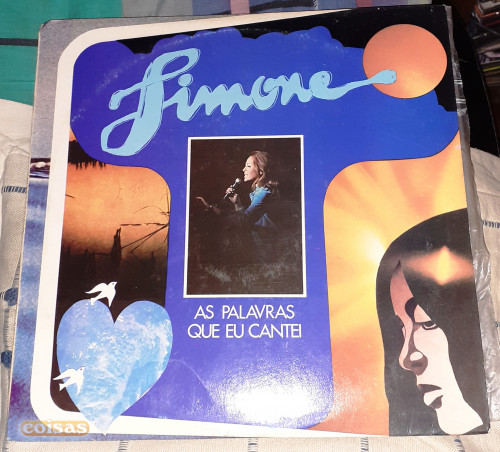 Simone
AS PALAVRAS
QUE EU CANTEI
coisas